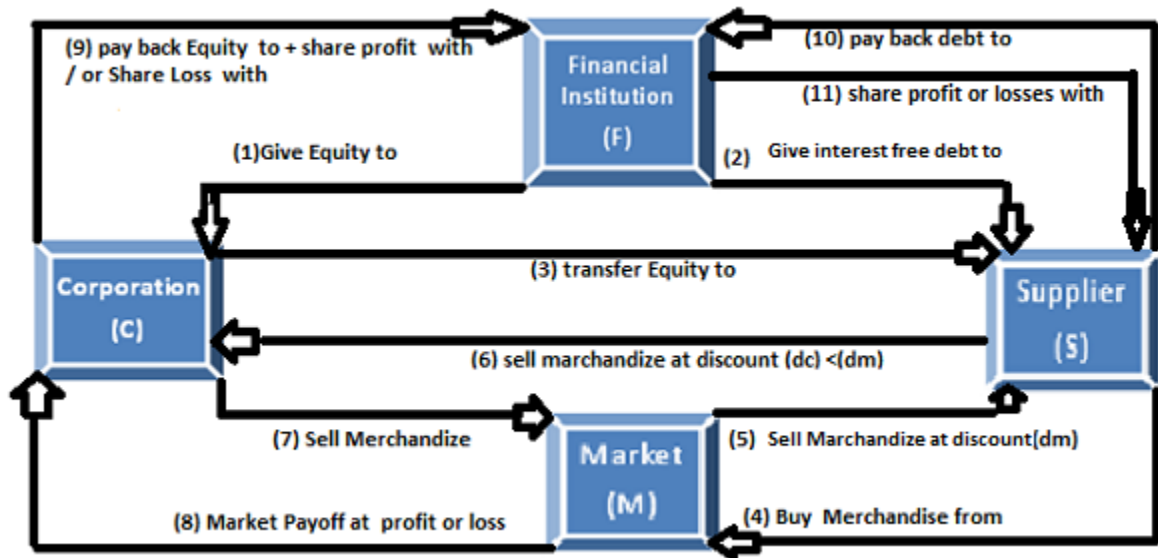 (9) pay back Equity to + share profit with
/ or Share Loss with
Financial
Institution
(F)
(10) pay back debt to
(11) share profit or losses with
(1)Give Equity to
(2) Give interest free debt to
(3) transfer Equity to
Corporation
(C)
Supplier
(S)
(6) sell marchandize at discount (dc) <(dm)
(7) Sell Merchandize
Market
(M)
(5) Sell Marchandize at discount(dm)
(8) Market Payoff at profit or loss
(4) Buy Merchandise from